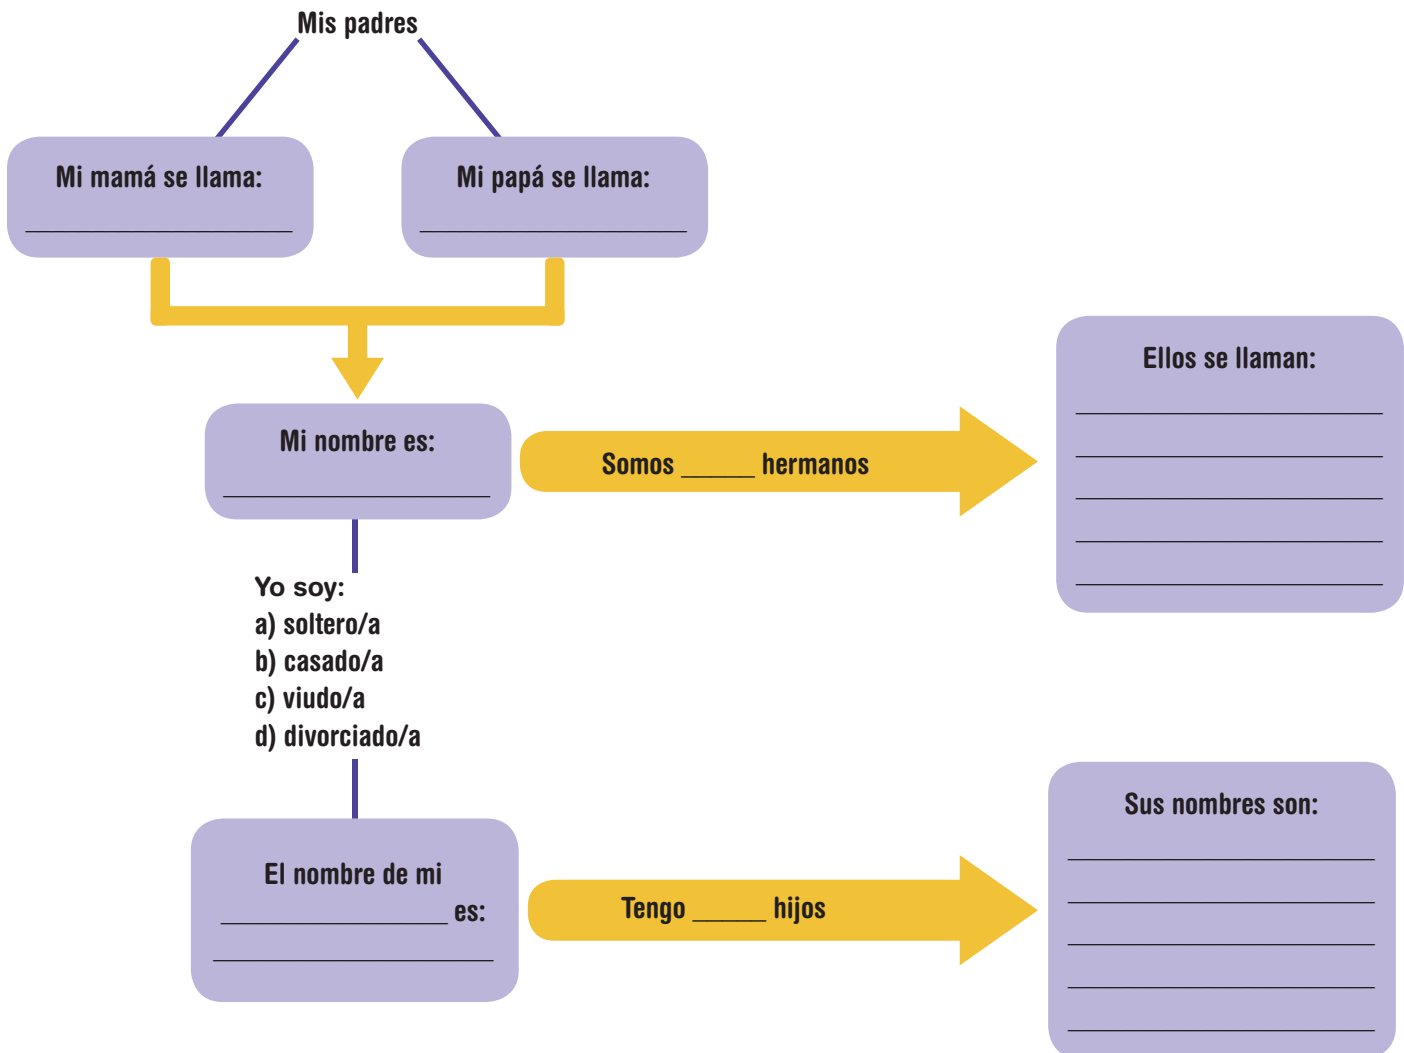 Mis padres
Mi mamá se llama:
Mi papá se llama:
Mi nombre es:
Somos _____ hermanos
Ellos se llaman:
Yo soy:
a) soltero/a
b) casado/a
c) viudo/a
d) divorciado/a
El nombre de mi
_______________ es:
Tengo _____ hijos
Sus nombres son: